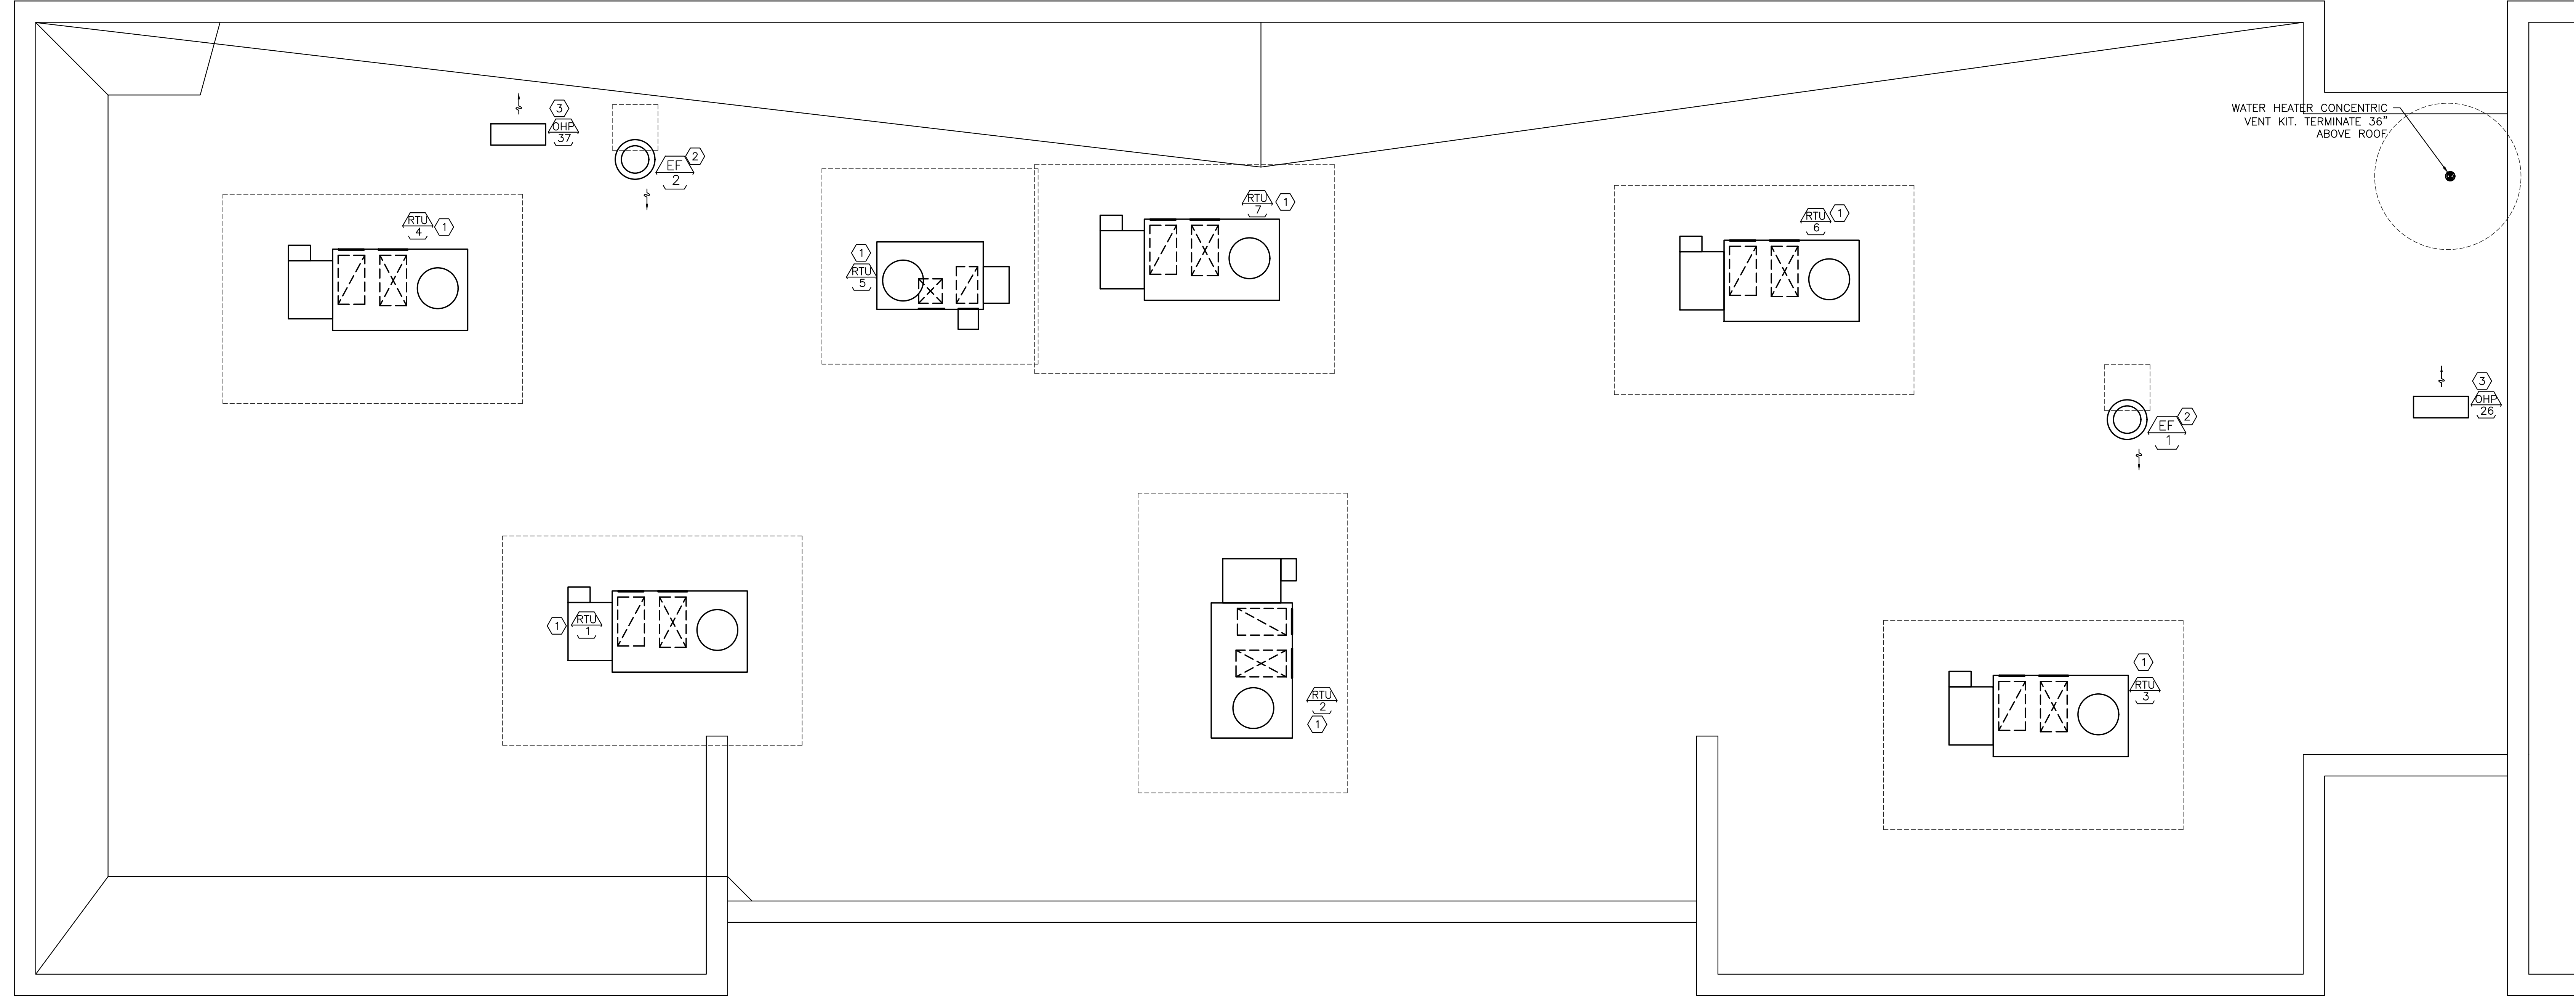 WATER HEATER CONCENTRIC
VENT KIT. TERMINATE 36”
ABOVE ROOF
3
OHP
37
2
EF
2
RTU
4
1
1
RTU
5
RTU
7
1
RTU
6
1
3
OHP
26
2
EF
1
1
RTU
1
RTU
2
1
1
RTU
3